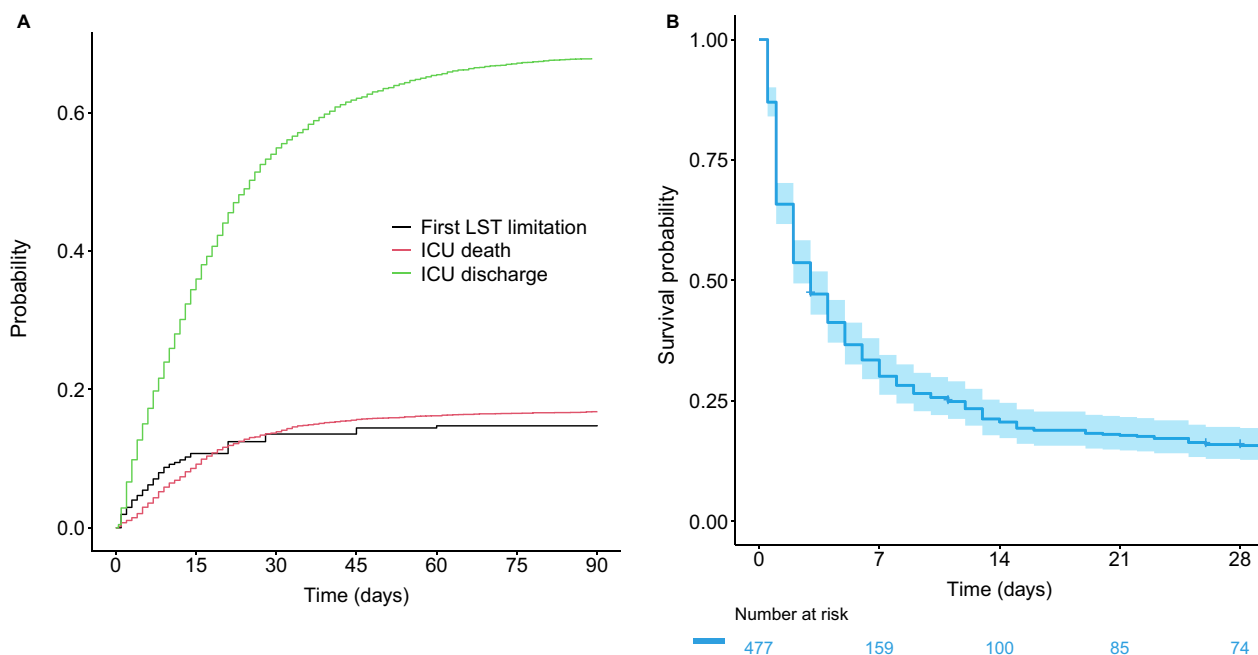 A
Probability
0.6
0.4
0.2
0.0
First LST limitation
ICU death
ICU discharge
0 15 30 45 60 75 90
Time (days)
B
Survival probability
1.00
0.75
0.50
0.25
0.00
0 7 14 21 28
Time (days)
Number at risk
477 159 100 85 74